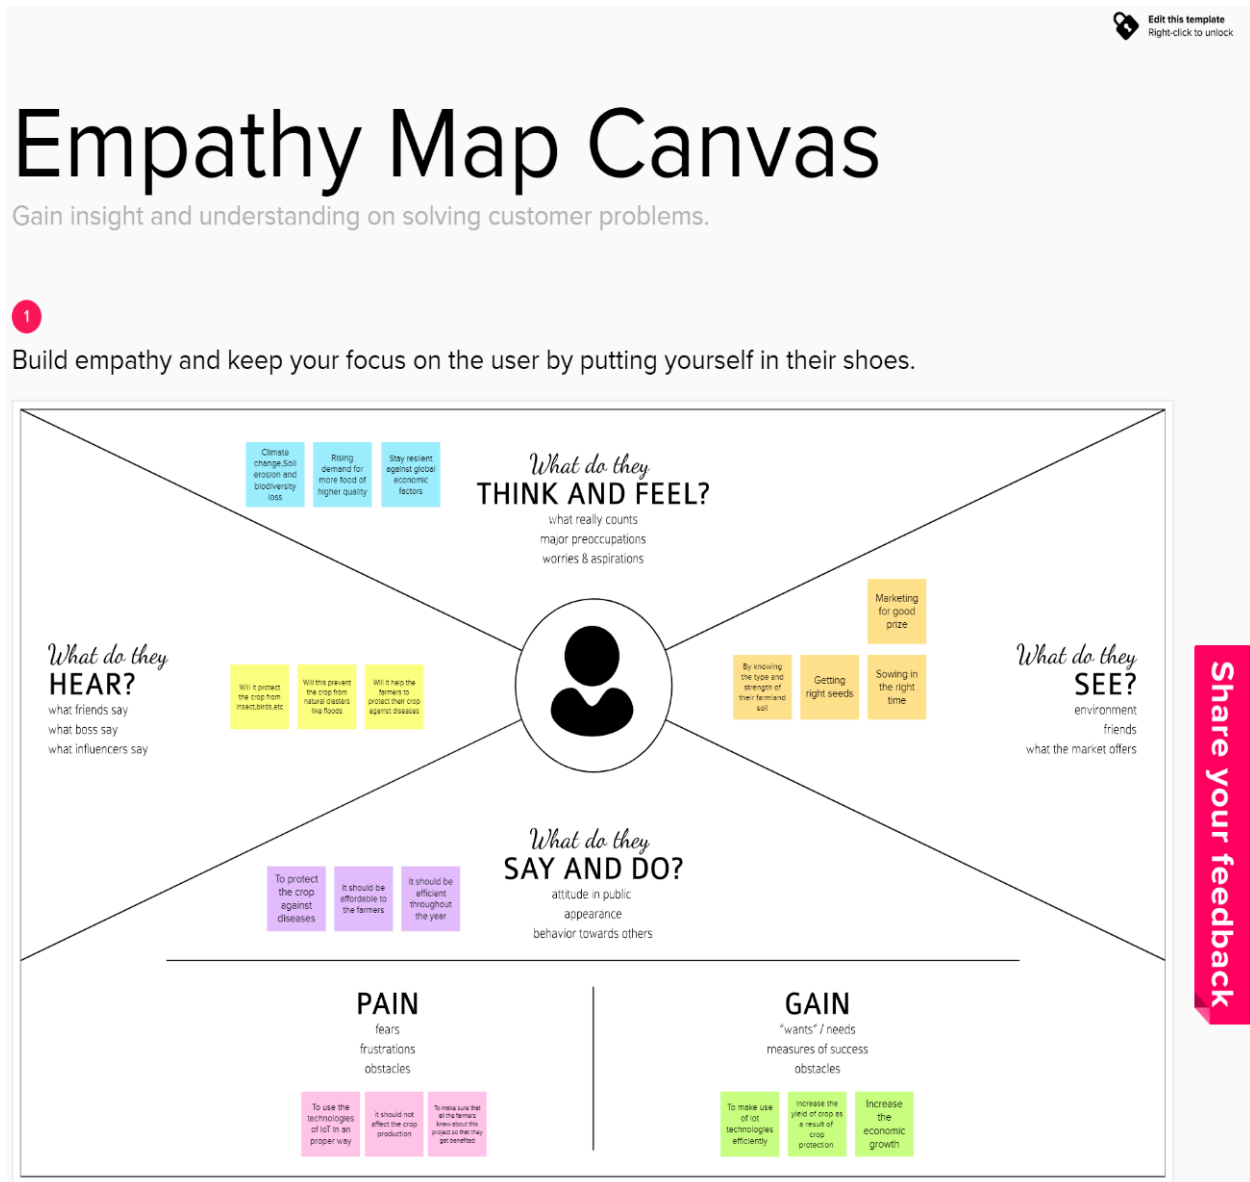 Edit this template
Right-click to unlock
Empathy Map Canvas
Gain insight and understanding on solving customer problems.
1
Build empathy and keep your focus on the user by putting yourself in their shoes.
Climate
change,Soil
erosion and
biodiversity
loss
Rising
demand for
more food of
higher quality
Stay resilent
against global
economic
factors
What do they
THINK AND FEEL?
what really counts
major preoccupations
worries & aspirations
What do they
HEAR?
what friends say
what boss say
what influencers say
Will it protect
the crop from
insect,birds,etc
Will this prevent
the crop from
natural diasters
like floods
Will it help the
farmers to
protect their crop
against diseases
Marketing
for good
prize
By knowing
the type and
strength of
their farmland
soil
Getting
right seeds
Sowing in
the right
time
What do they
SEE?
environment
friends
what the market offers
What do they
SAY AND DO?
attitude in public
appearance
behavior towards others
To protect
the crop
against
diseases
It should be
affordable to
the farmers
It should be
efficient
throughout
the year
PAIN
fears
frustrations
obstacles
To use the
technologies
of IoT in an
proper way
it should not
affect the crop
production
To make sure that
all the farmers
knew about this
project so that they
get benefited
GAIN
"wants" / needs
measures of success
obstacles
To make use
of iot
technologies
efficiently
Increase the
yield of crop as
a result of
crop
protection
Increase
the
economic
growth
Share your feedback